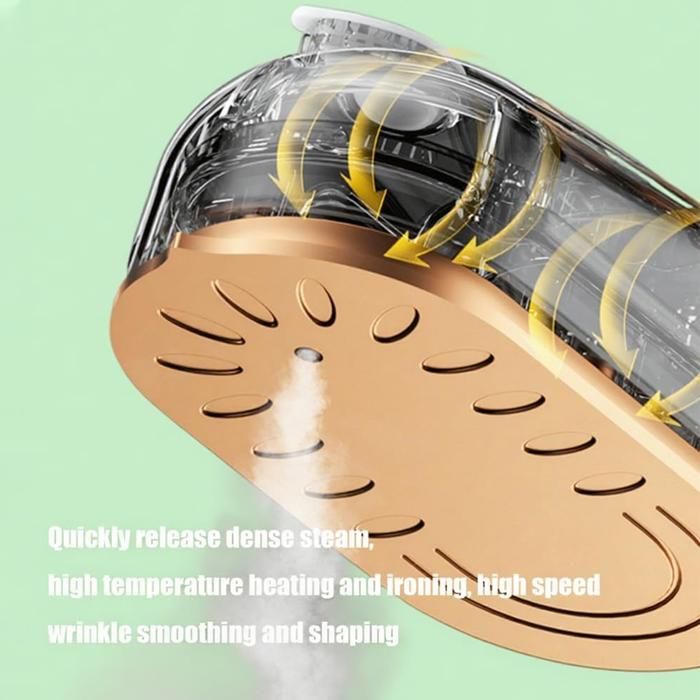 Quickly release dense steam,
high temperature heating and ironing, high speed
wrinkle smoothing and shaping